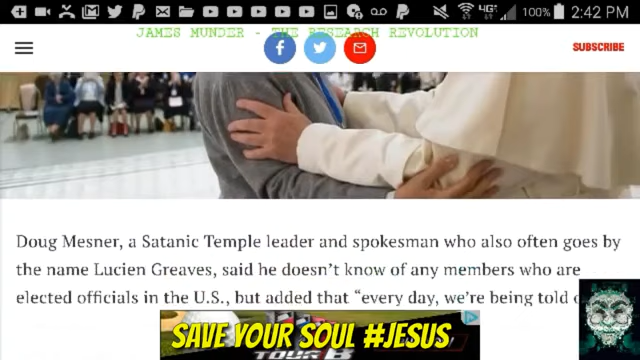 4G
100%
2:42 PM
JAMES MUNDER - THE RESEARCH REVOLUTION
SUBSCRIBE
Doug Mesner, a Satanic Temple leader and spokesman who also often goes by
the name Lucien Greaves, said he doesn't know of any members who are
elected officials in the U.S., but added that “every day, we're being told
SAVE YOUR SOUL #JESUS
TOUR B